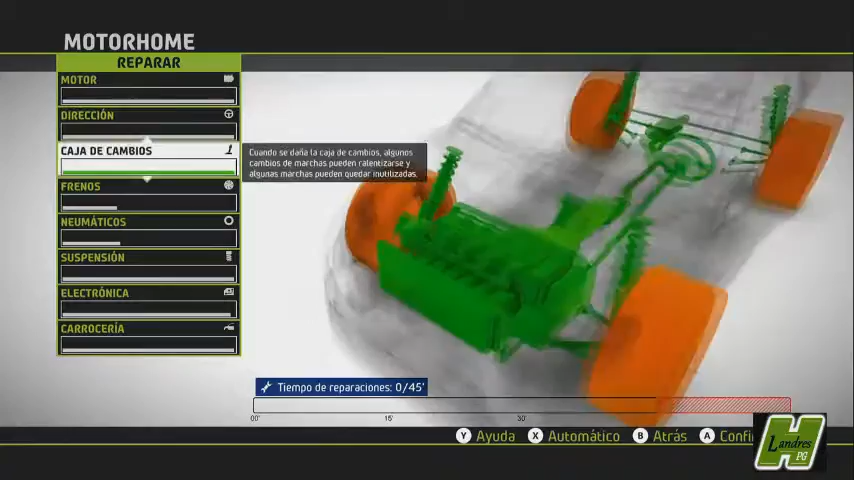 MOTORHOME
REPARAR
MOTOR
DIRECCIÓN
CAJA DE CAMBIOS
Cuando se daña la caja de cambios, algunos
cambios de marchas pueden ralentizarse y
algunas marchas pueden quedar inutilizadas.
FRENOS
NEUMÁTICOS
SUSPENSIÓN
ELECTRÓNICA
CARROCERÍA
Tiempo de reparaciones: 0/45'
00' 15' 30'
Y Ayuda X Automático B Atrás A Confi
H Landres PG